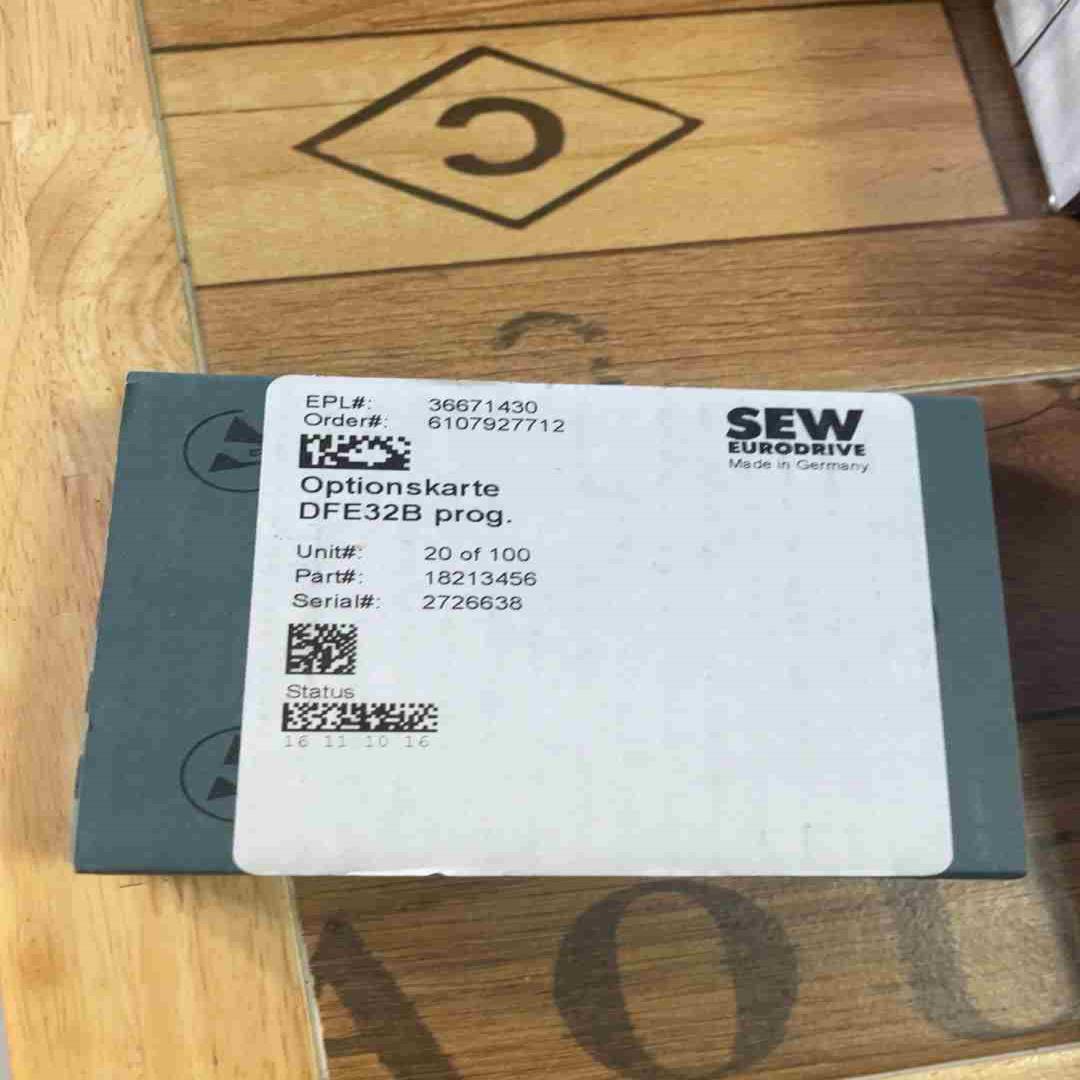 C
EPL#: 36671430
Order#: 6107927712
SEW
EURODRIVE
Made in Germany
Optionskarte
DFE32B prog.
Unit#: 20 of 100
Part#: 18213456
Serial#: 2726638
Status
16 11 10 16